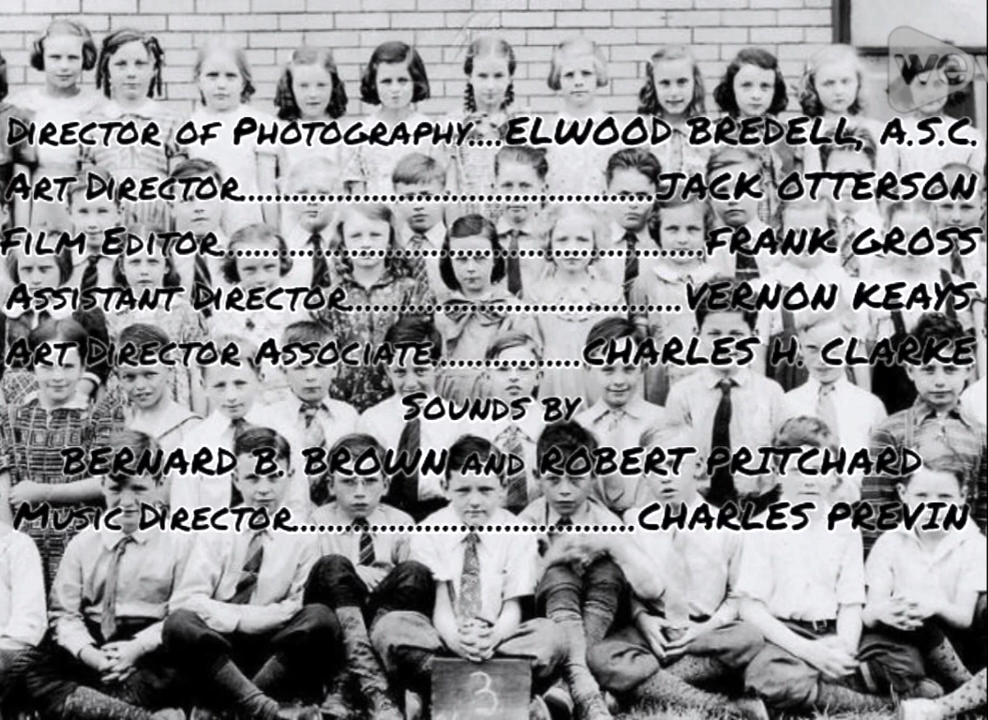 we
DIRECTOR OF PHOTOGRAPHY....ELWOOD BREDELL, A.S.C.
ART DIRECTOR.......................................JACK OTTERSON
FILM EDITOR..............................................FRANK GROSS
ASSISTANT DIRECTOR................................VERNON KEAYS
ART DIRECTOR ASSOCIATE..............CHARLES H. CLARKE
SOUNDS BY
BERNARD B. BROWN AND ROBERT PRITCHARD
MUSIC DIRECTOR.................................CHARLES PREVIN
3